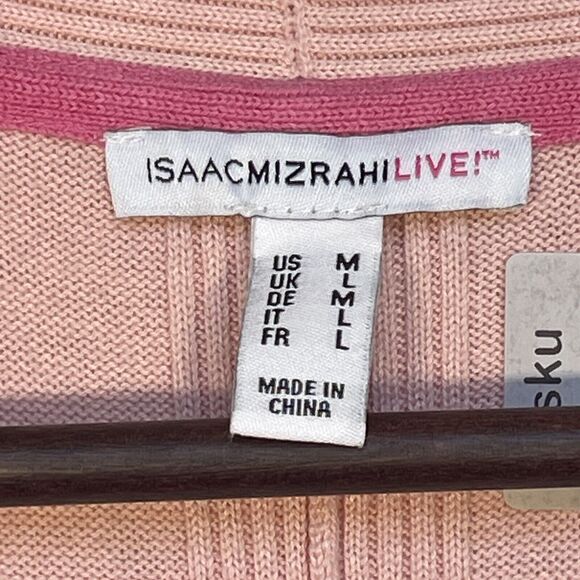 ISAACMIZRAHILIVE!™
US M
UK L
DE M
IT L
FR L
MADE IN
CHINA
sku